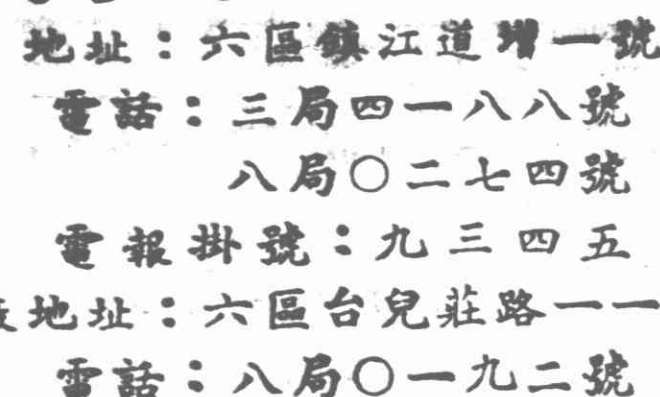 地址：六區鎮江道增一號
電話：三局四一八八號
八局〇二七四號
電報掛號：九三四五
地址：六區台兒莊路一一
電話：八局〇一九二號